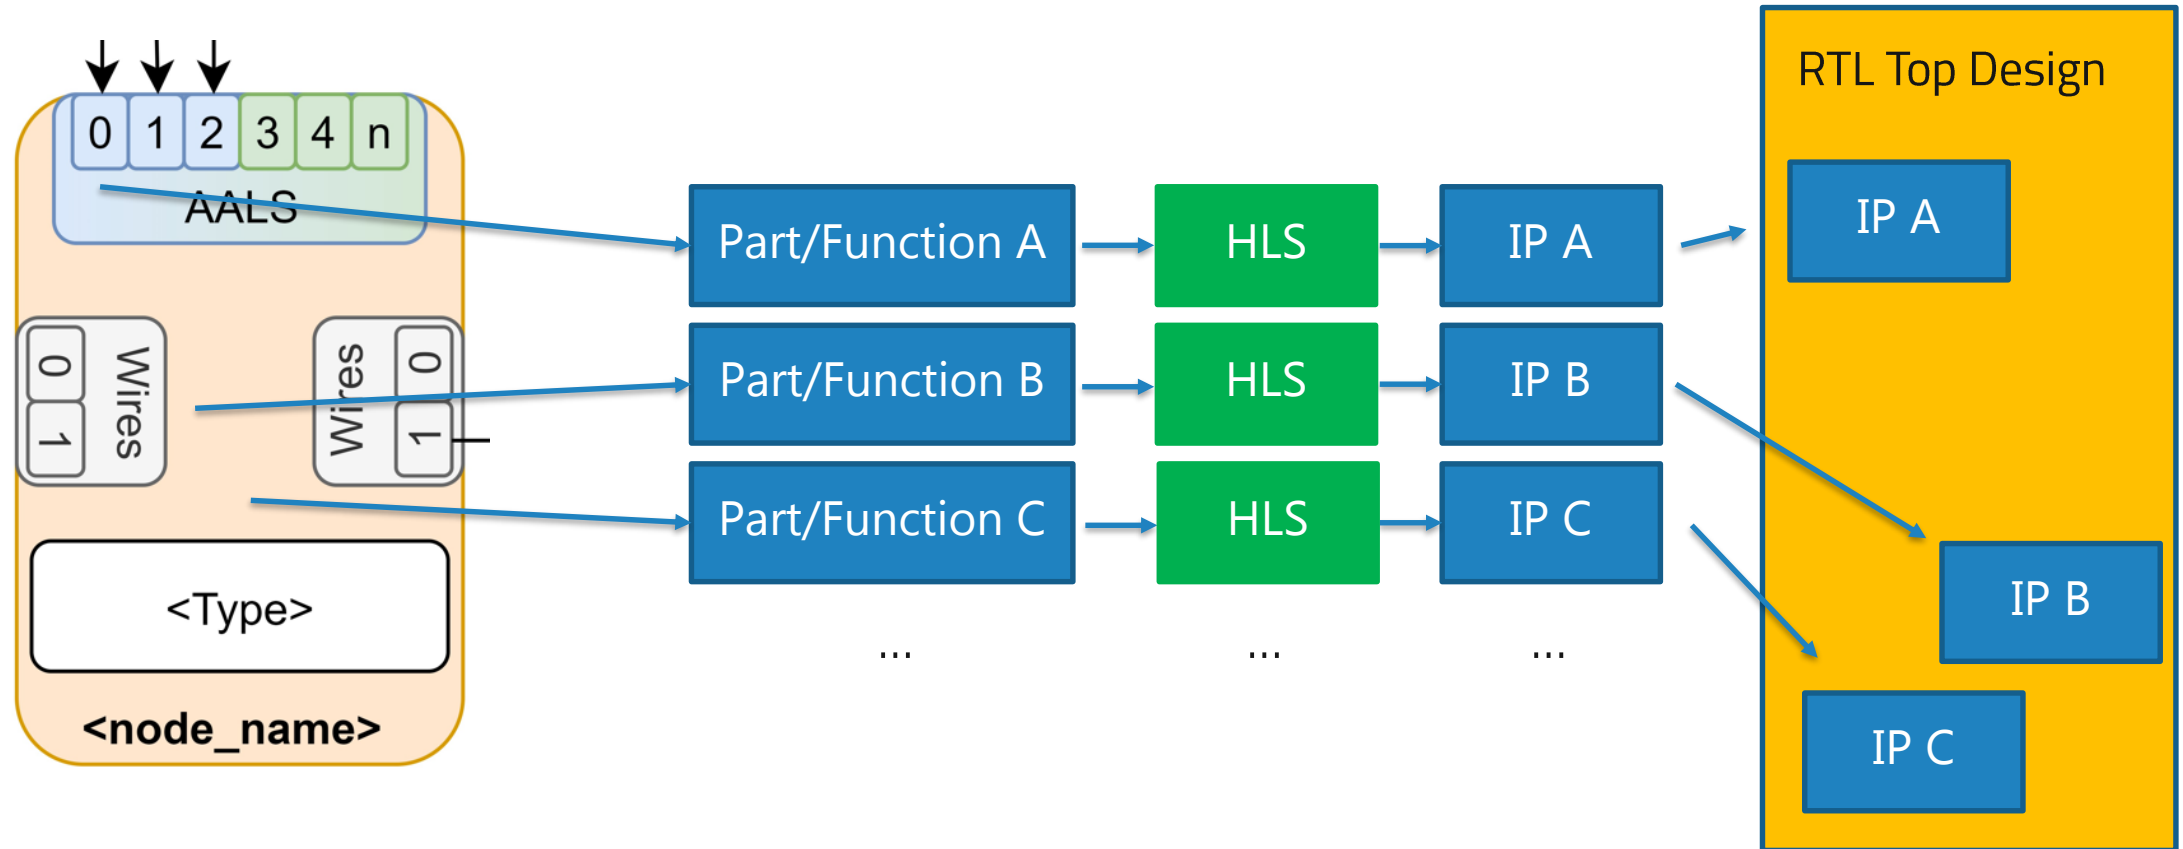 0 1 2 3 4 n
AALS
0 1
Wires
Wires
0 1
<Type>
<node_name>
Part/Function A
HLS
IP A
Part/Function B
HLS
IP B
Part/Function C
HLS
IP C
...
...
...
RTL Top Design
IP A
IP B
IP C